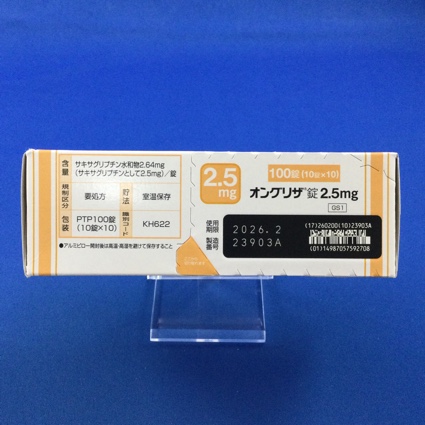 含量
サキサグリプチン水和物2.64mg
(サキサグリプチンとして2.5mg)/錠
規制区分
要処方
貯法
室温保存
包装
PTP100錠
(10錠×10)
識別コード
KH622
●アルミピロー開封後は高温・高湿を避けて保存すること
2.5
mg
100錠(10錠×10)
オングリザ®錠2.5mg
GS1
使用期限
2026.2
製造番号
23903A
(17)260200(10)23903A
(01)14987057592708